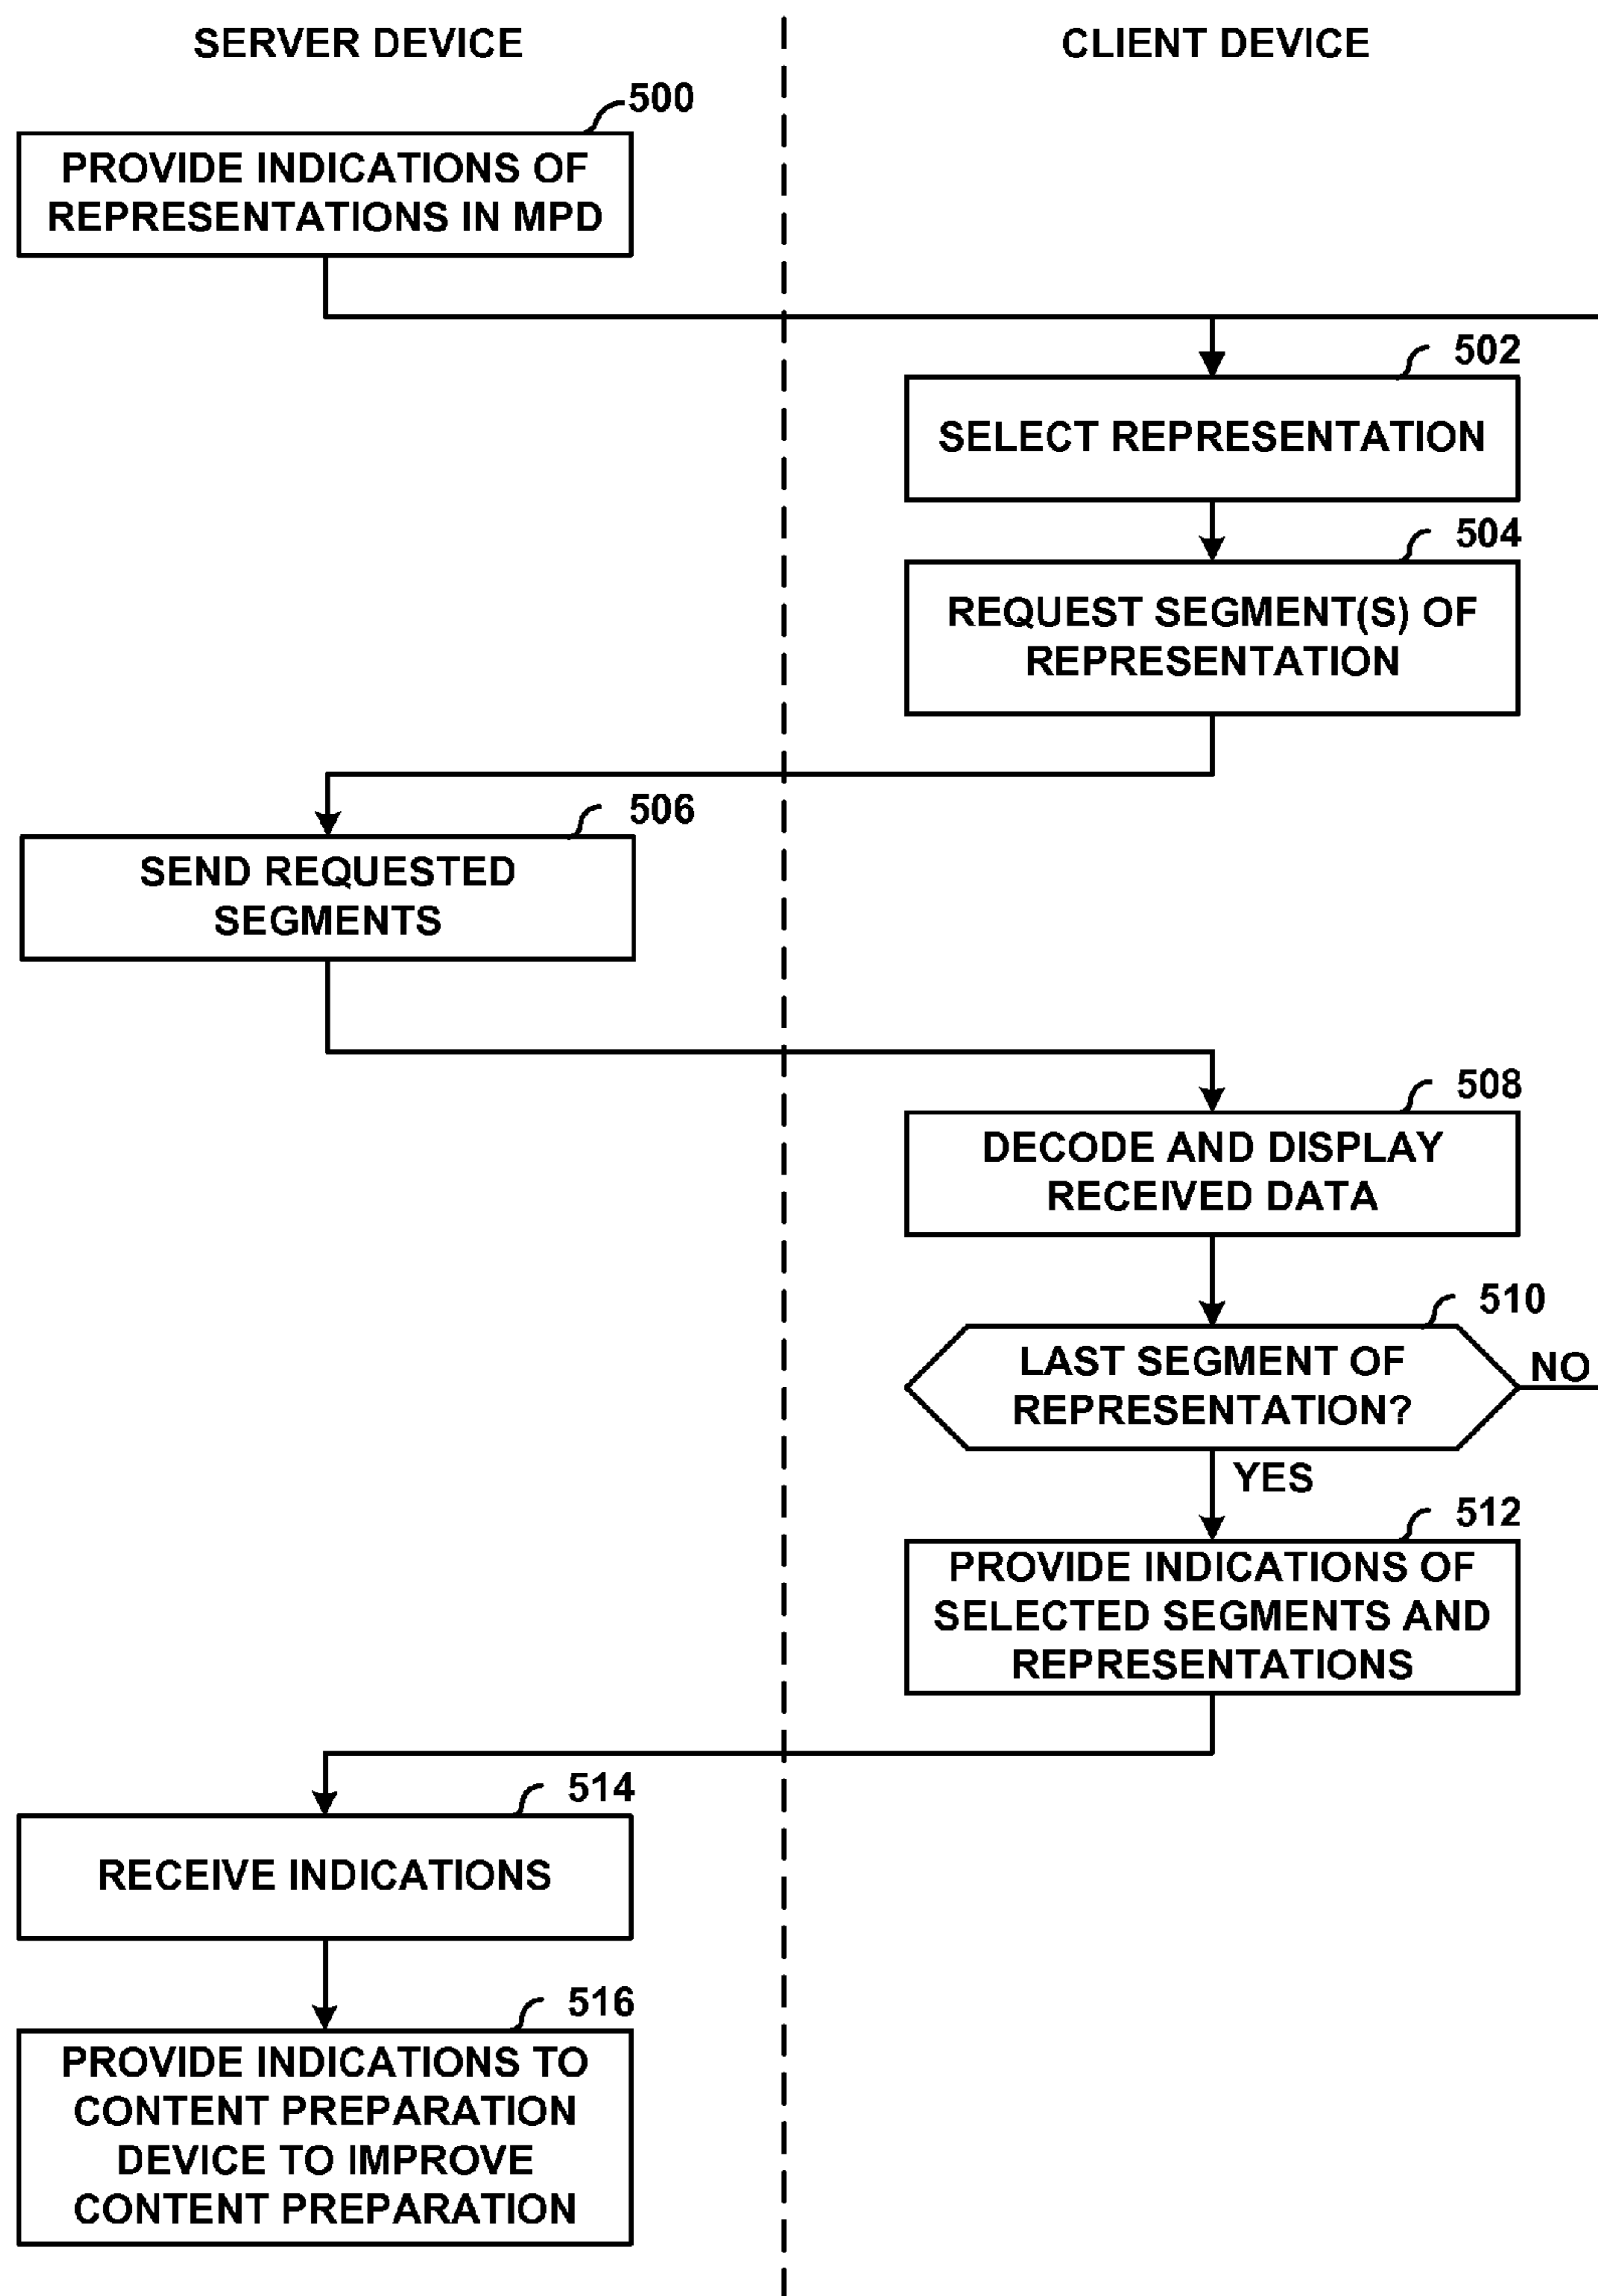 SERVER DEVICE
CLIENT DEVICE
500
PROVIDE INDICATIONS OF
REPRESENTATIONS IN MPD
502
SELECT REPRESENTATION
504
REQUEST SEGMENT(S) OF
REPRESENTATION
506
SEND REQUESTED
SEGMENTS
508
DECODE AND DISPLAY
RECEIVED DATA
510
LAST SEGMENT OF
REPRESENTATION?
NO
YES
512
PROVIDE INDICATIONS OF
SELECTED SEGMENTS AND
REPRESENTATIONS
514
RECEIVE INDICATIONS
516
PROVIDE INDICATIONS TO
CONTENT PREPARATION
DEVICE TO IMPROVE
CONTENT PREPARATION